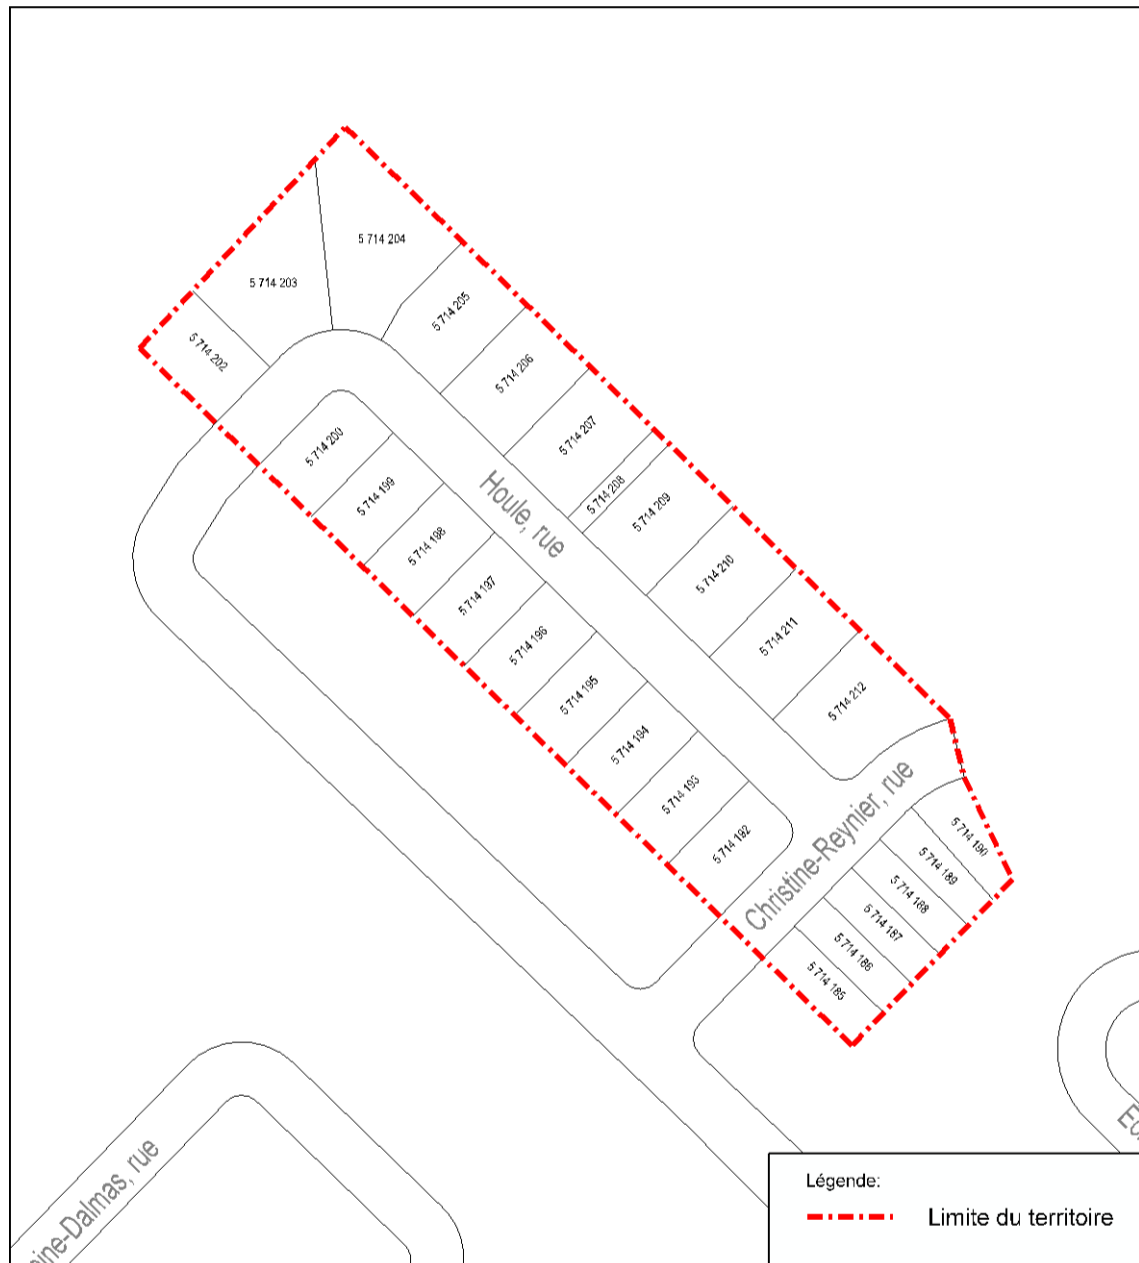 5 714 204
5 714 203
5 714 205
5 714 202
5 714 206
5 714 207
5 714 200
5 714 208
5 714 199
5 714 209
Houle, rue
5 714 198
5 714 210
5 714 197
5 714 211
5 714 196
5 714 212
5 714 195
5 714 194
5 714 193
5 714 192
Christine-Reynier, rue
5 714 190
5 714 189
5 714 188
5 714 187
5 714 186
5 714 185
ine-Dalmas, rue
Légende:
Limite du territoire